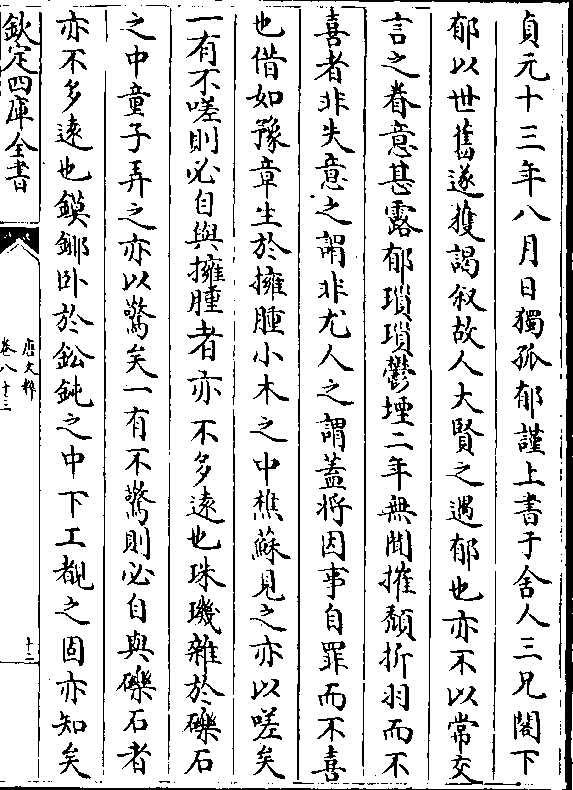 貞元十三年八月日獨孤郁謹上書于舍人三兄閣下
郁以世舊遂獲謁叙故人大賢之遇郁也亦不以常交
言之眷意甚露郁瑣瑣鬱堙二年無聞摧頽折羽而不
喜者非失意之謂非尤人之謂蓋將因事自罪而不喜
也借如豫章生於擁腫小木之中樵蘇見之亦以嗟矣
一有不嗟則必自與擁腫者亦不多逺也珠璣雜於礫石
之中童子弄之亦以驚矣一有不驚則必自與礫石者
亦不多逺也鏌鎁卧於鈆鈍之中下工覩之固亦知矣
欽定四庫全書
唐文粹
卷八十三
十三